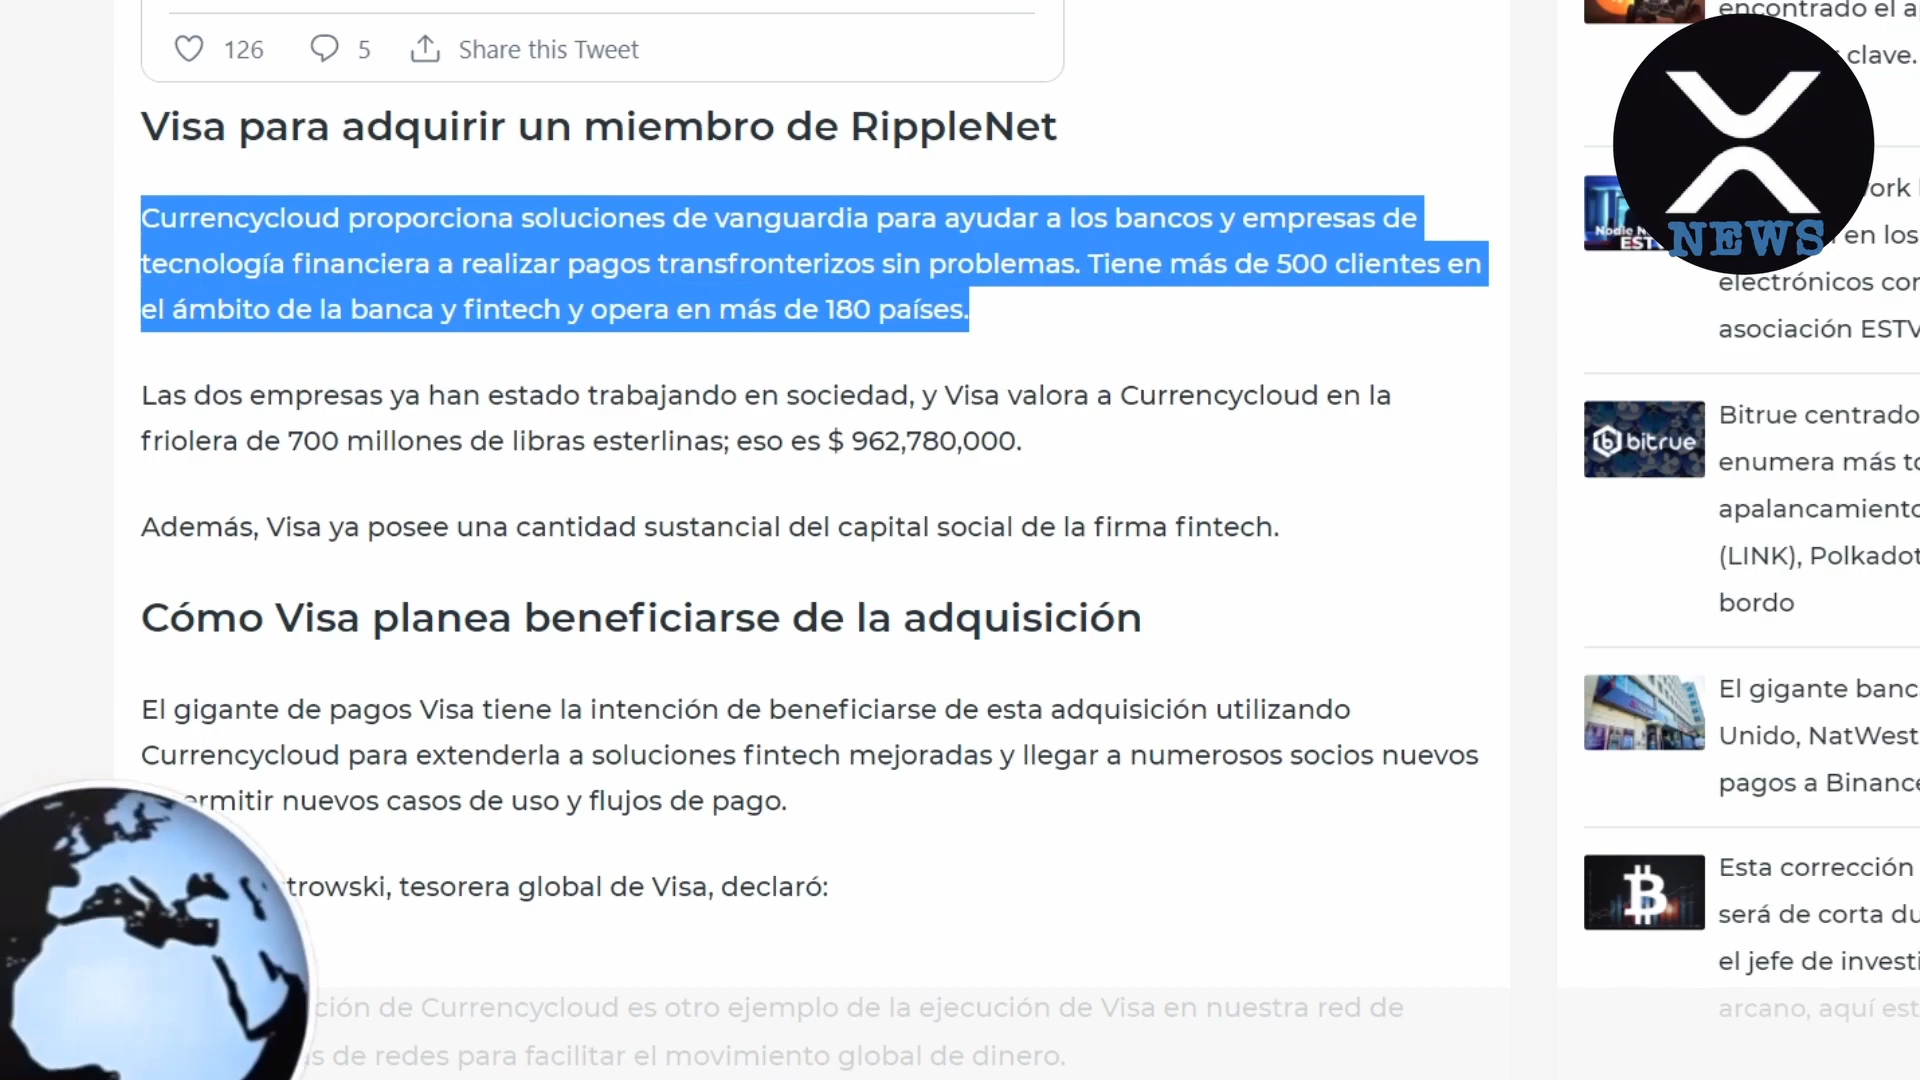 126
5
Share this Tweet
Visa para adquirir un miembro de RippleNet
Currencycloud proporciona soluciones de vanguardia para ayudar a los bancos y empresas de
tecnología financiera a realizar pagos transfronterizos sin problemas. Tiene más de 500 clientes en
el ámbito de la banca y fintech y opera en más de 180 países.
Las dos empresas ya han estado trabajando en sociedad, y Visa valora a Currencycloud en la
friolera de 700 millones de libras esterlinas; eso es $ 962,780,000.
Además, Visa ya posee una cantidad sustancial del capital social de la firma fintech.
Cómo Visa planea beneficiarse de la adquisición
El gigante de pagos Visa tiene la intención de beneficiarse de esta adquisición utilizando
Currencycloud para extenderla a soluciones fintech mejoradas y llegar a numerosos socios nuevos
ermitir nuevos casos de uso y flujos de pago.
trowski, tesorera global de Visa, declaró:
ción de Currencycloud es otro ejemplo de la ejecución de Visa en nuestra red de
s de redes para facilitar el movimiento global de dinero.
encontrado el a
clave.
NEWS
ork
en los
electrónicos cor
asociación ESTV
Nodle N
EST
bitrue
Bitrue centrado
enumera más to
apalancamiento
(LINK), Polkadot
bordo
El gigante banc
Unido, NatWest
pagos a Binance
Esta corrección
será de corta du
el jefe de investi
arcano, aquí est